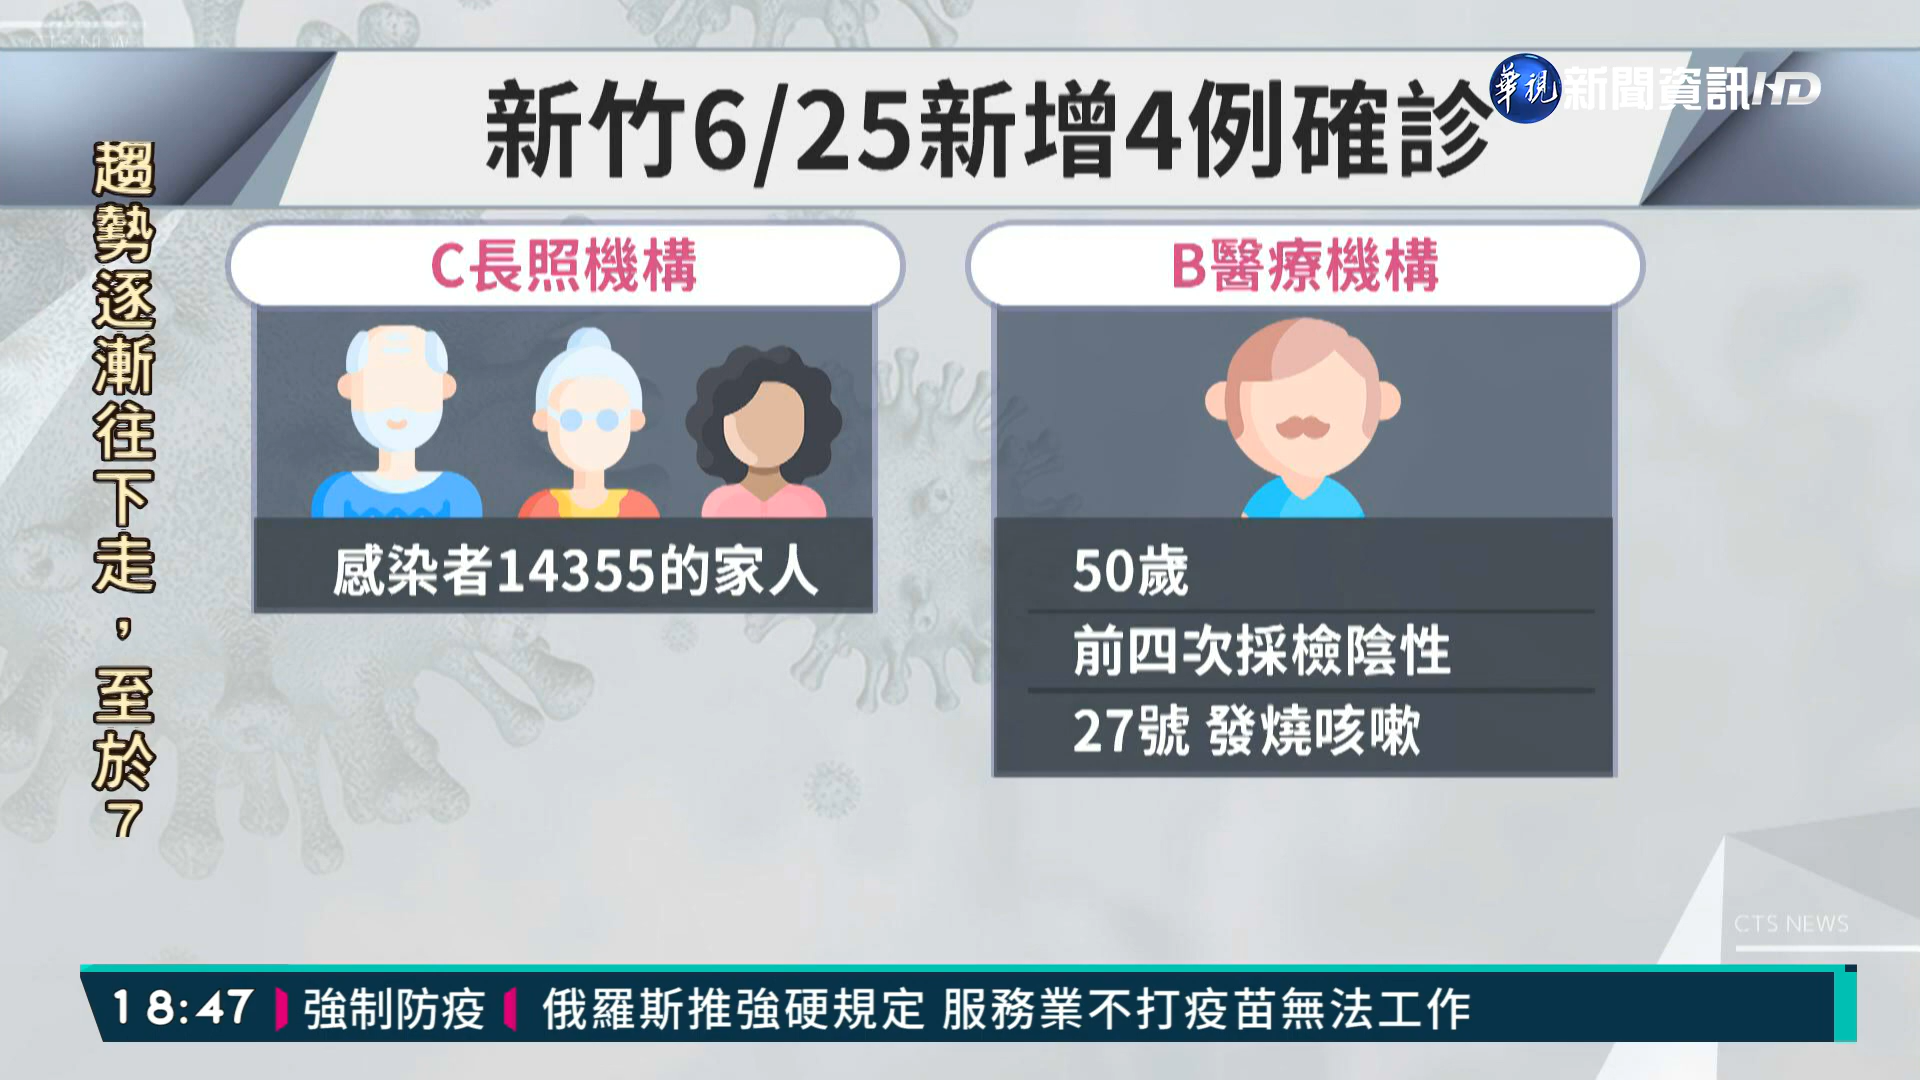 新竹6/25新增4例確診
華視新聞資訊HD
趨勢逐漸往下走，至於7
C長照機構
感染者14355的家人
B醫療機構
50歲
前四次採檢陰性
27號 發燒咳嗽
CTS NEWS
18:47 強制防疫 俄羅斯推強硬規定 服務業不打疫苗無法工作